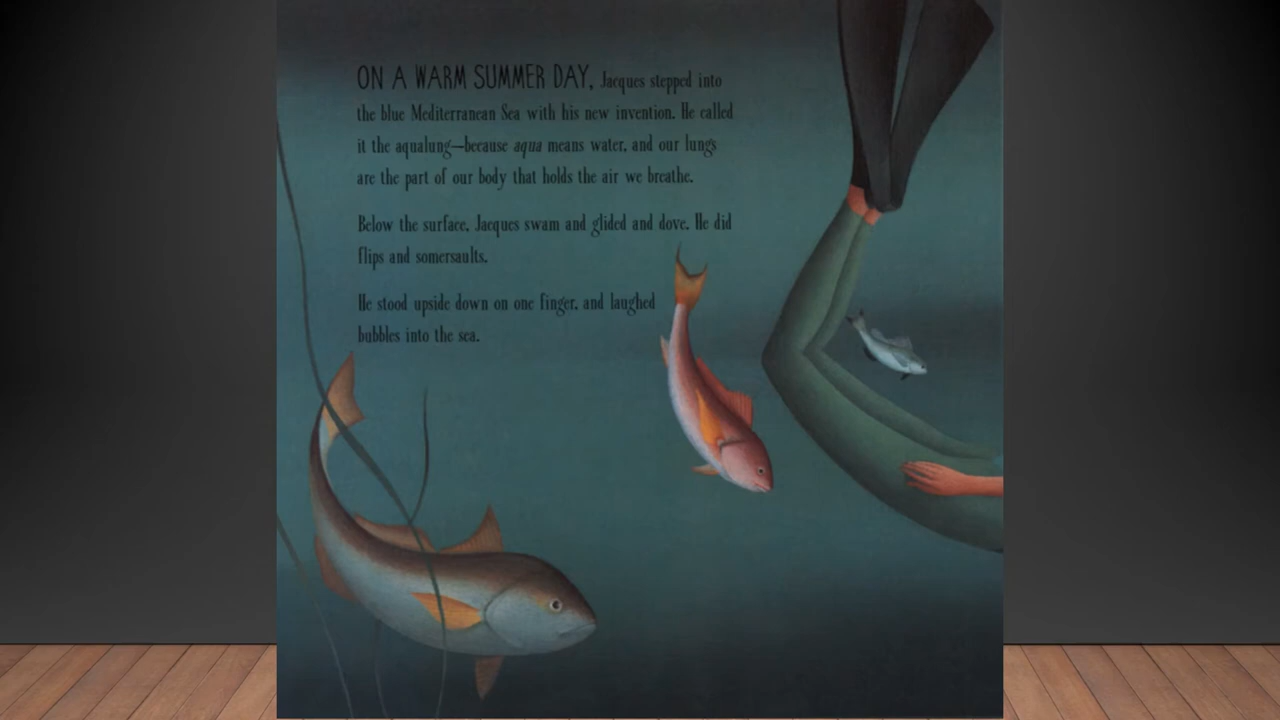 ON A WARM SUMMER DAY, Jacques stepped into
the blue Mediterranean Sea with his new invention. He called
it the aqualung—because aqua means water, and our lungs
are the part of our body that holds the air we breathe.
Below the surface, Jacques swam and glided and dove. He did
flips and somersaults.
He stood upside down on one finger, and laughed
bubbles into the sea.